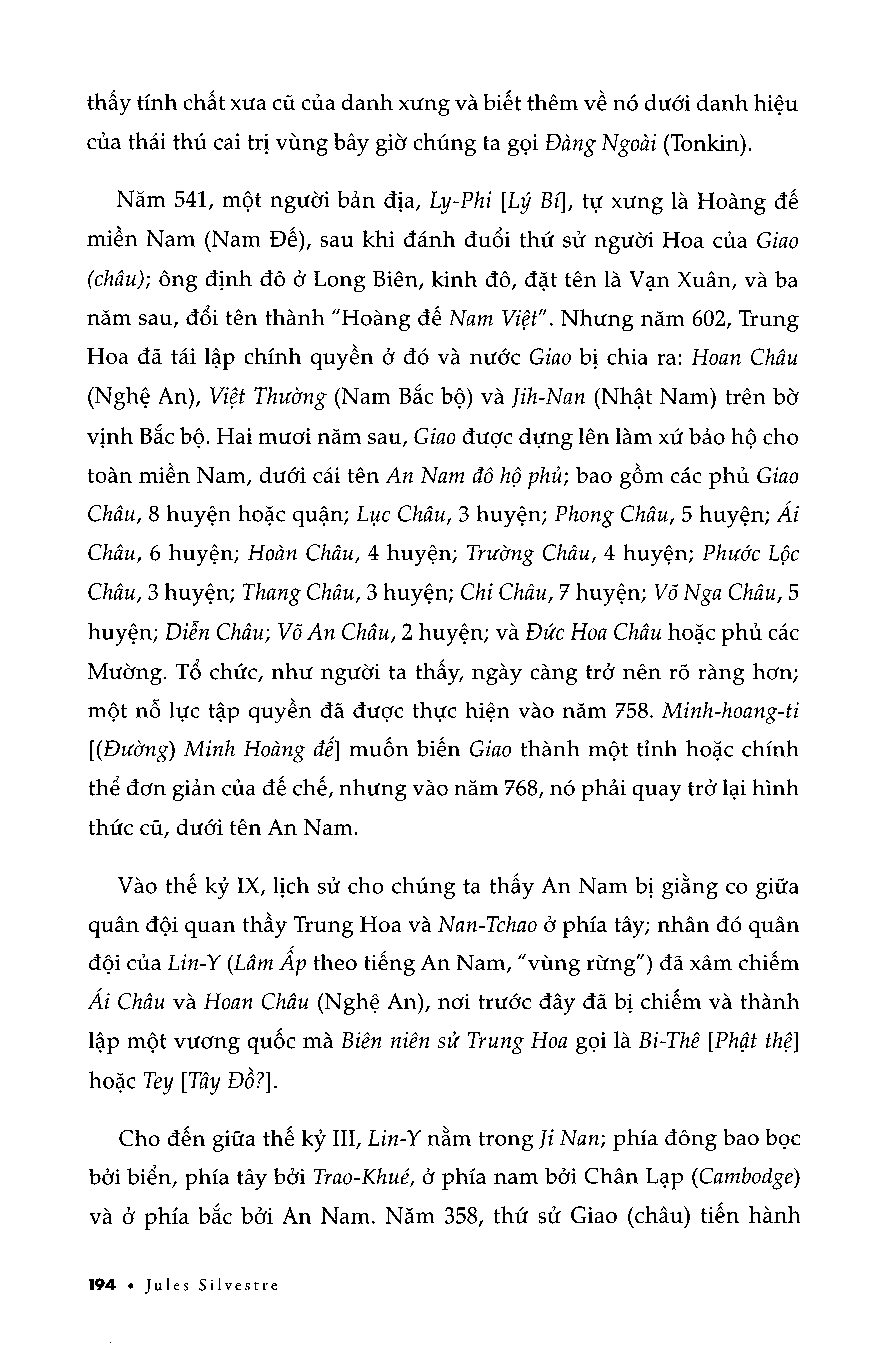 thấy tính chất xưa cũ của danh xưng và biết thêm về nó dưới danh hiệu
của thái thú cai trị vùng bây giờ chúng ta gọi Đàng Ngoài (Tonkin).
Năm 541, một người bản địa, Ly-Phi [Lý Bí], tự xưng là Hoàng đế
miền Nam (Nam Đế), sau khi đánh đuổi thứ sử người Hoa của Giao
(châu); ông định đô ở Long Biên, kinh đô, đặt tên là Vạn Xuân, và ba
năm sau, đổi tên thành "Hoàng đế Nam Việt". Nhưng năm 602, Trung
Hoa đã tái lập chính quyền ở đó và nước Giao bị chia ra: Hoan Châu
(Nghệ An), Việt Thường (Nam Bắc bộ) và Jih-Nan (Nhật Nam) trên bờ
vịnh Bắc bộ. Hai mươi năm sau, Giao được dựng lên làm xứ bảo hộ cho
toàn miền Nam, dưới cái tên An Nam đô hộ phủ; bao gồm các phủ Giao
Châu, 8 huyện hoặc quận; Lục Châu, 3 huyện; Phong Châu, 5 huyện; Ái
Châu, 6 huyện; Hoàn Châu, 4 huyện; Trường Châu, 4 huyện; Phước Lộc
Châu, 3 huyện; Thang Châu, 3 huyện; Chi Châu, 7 huyện; Võ Nga Châu, 5
huyện; Diễn Châu; Võ An Châu, 2 huyện; và Đức Hoa Châu hoặc phủ các
Mường. Tổ chức, như người ta thấy, ngày càng trở nên rõ ràng hơn;
một nỗ lực tập quyền đã được thực hiện vào năm 758. Minh-hoang-ti
[(Đường) Minh Hoàng đế] muốn biến Giao thành một tỉnh hoặc chính
thể đơn giản của đế chế, nhưng vào năm 768, nó phải quay trở lại hình
thức cũ, dưới tên An Nam.
Vào thế kỷ IX, lịch sử cho chúng ta thấy An Nam bị giằng co giữa
quân đội quan thầy Trung Hoa và Nan-Tchao ở phía tây; nhân đó quân
đội của Lin-Y (Lâm Ấp theo tiếng An Nam, "vùng rừng") đã xâm chiếm
Ái Châu và Hoan Châu (Nghệ An), nơi trước đây đã bị chiếm và thành
lập một vương quốc mà Biên niên sử Trung Hoa gọi là Bi-Thê [Phật thệ]
hoặc Tey [Tây Đồ?].
Cho đến giữa thế kỷ III, Lin-Y nằm trong Ji Nan; phía đông bao bọc
bởi biển, phía tây bởi Trao-Khué, ở phía nam bởi Chân Lạp (Cambodge)
và ở phía bắc bởi An Nam. Năm 358, thứ sử Giao (châu) tiến hành
194 • Jules Silvestre